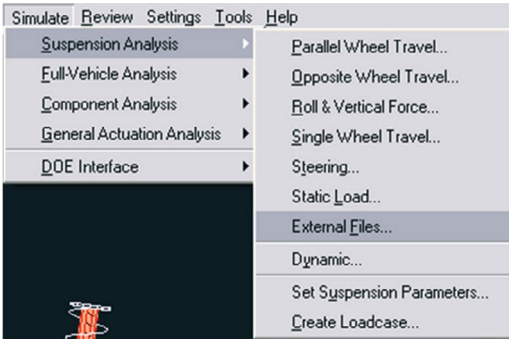 Simulate Review Settings Tools Help
Suspension Analysis
Full-Vehicle Analysis
Component Analysis
General Actuation Analysis
DOE Interface
Parallel Wheel Travel...
Opposite Wheel Travel...
Roll & Vertical Force...
Single Wheel Travel...
Steering...
Static Load...
External Files...
Dynamic...
Set Suspension Parameters...
Create Loadcase...